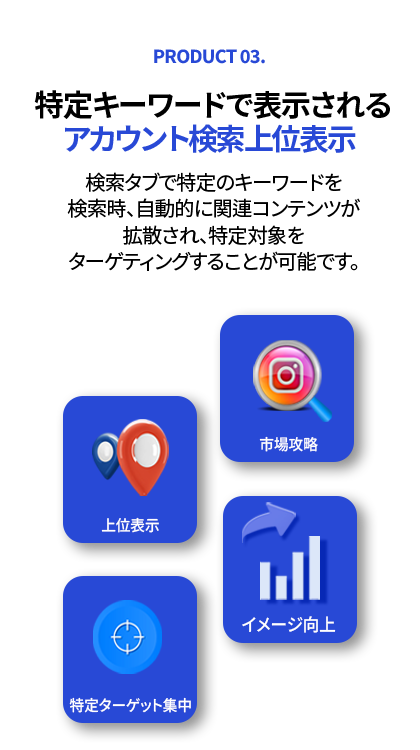 PRODUCT 03.
特定キーワードで表示される
アカウント検索上位表示
検索タブで特定のキーワードを
検索時、自動的に関連コンテンツが
拡散され、特定対象を
ターゲティングすることが可能です。
市場攻略
上位表示
イメージ向上
特定ターゲット集中